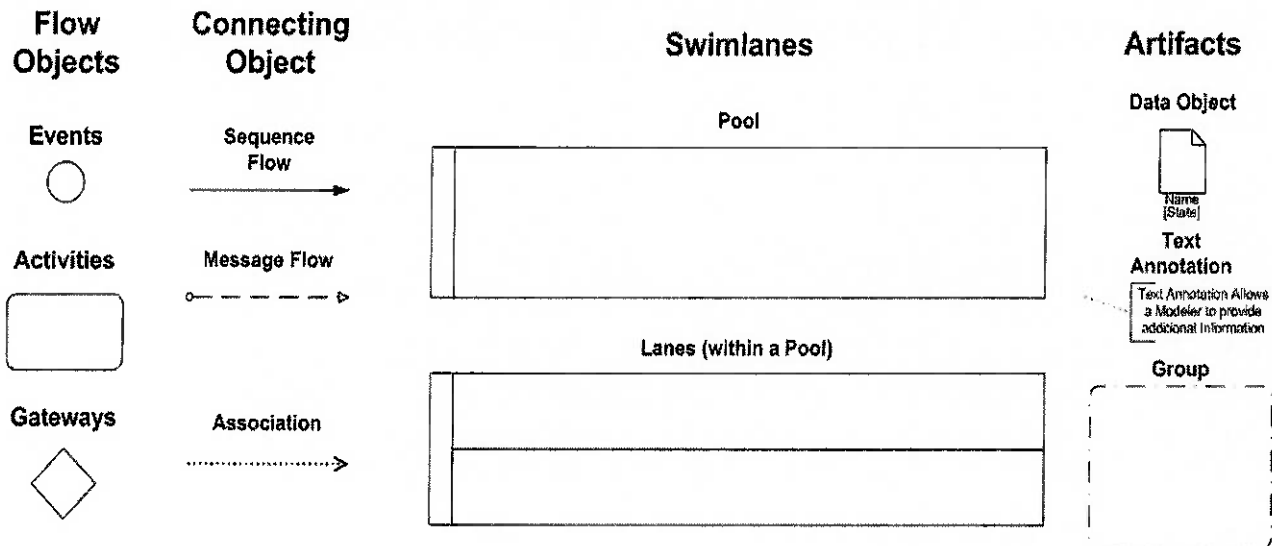 Flow
Objects
Events
Activities
Gateways
Connecting
Object
Sequence
Flow
Message Flow
Association
Swimlanes
Pool
Lanes (within a Pool)
Artifacts
Data Object
Name
[State]
Text
Annotation
Text Annotation Allows
a Modeler to provide
additional Information
Group